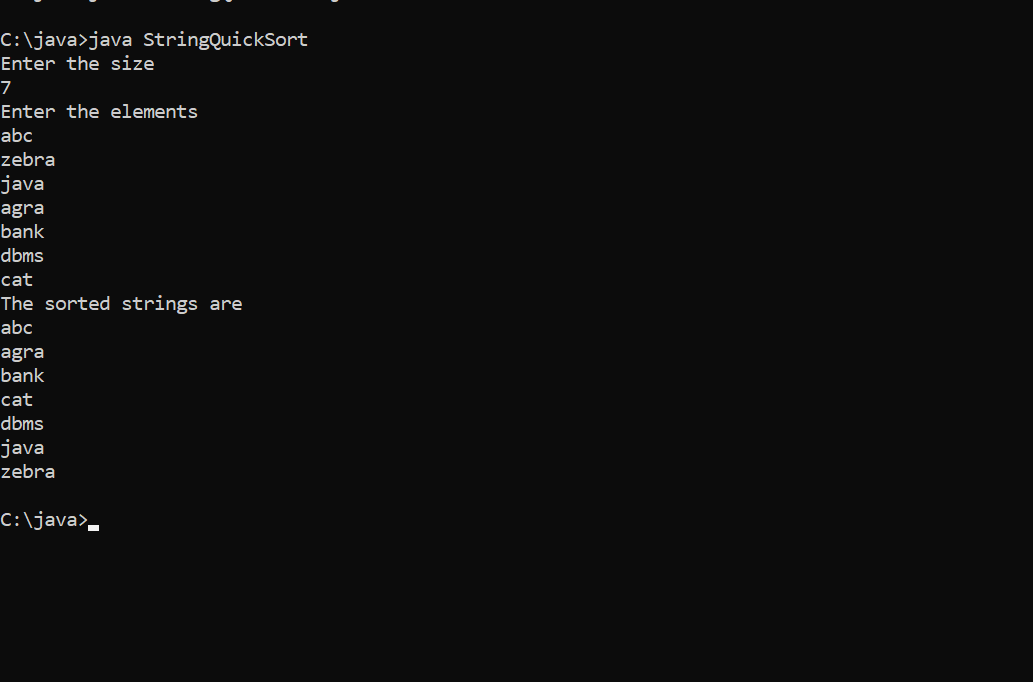 C:\java>java StringQuickSort
Enter the size
7
Enter the elements
abc
zebra
java
agra
bank
dbms
cat
The sorted strings are
abc
agra
bank
cat
dbms
java
zebra
C:\java>